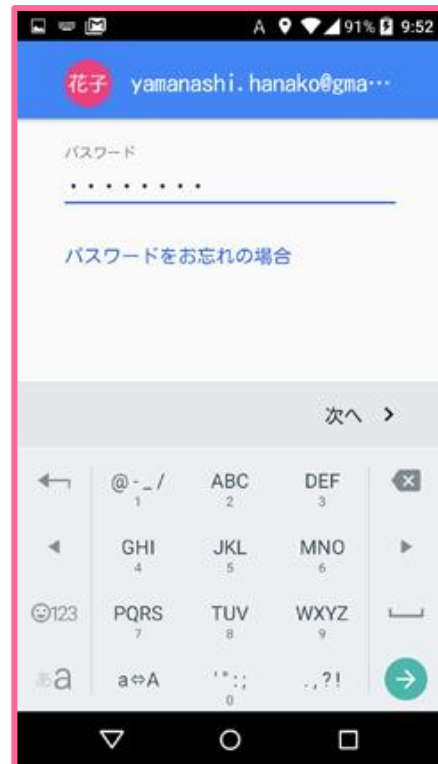 A 91% 9:52
花子 yamanashi.hanako@gma…
パスワード
••••••••
パスワードをお忘れの場合
次へ
@-_/ ABC DEF
1 2 3
GHI JKL MNO
4 5 6
123 PQRS TUV WXYZ
7 8 9
あa a⇔A '":; .,?!
0